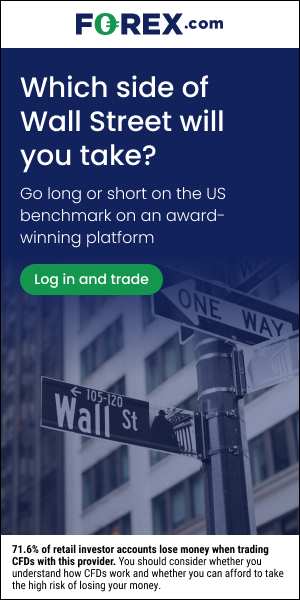 FOREX.com
Which side of
Wall Street will
you take?
Go long or short on the US
benchmark on an award-
winning platform
Log in and trade
WALL
ONE WAY
← 105-120
Wall St
71.6% of retail investor accounts lose money when trading
CFDs with this provider. You should consider whether you
understand how CFDs work and whether you can afford to take
the high risk of losing your money.